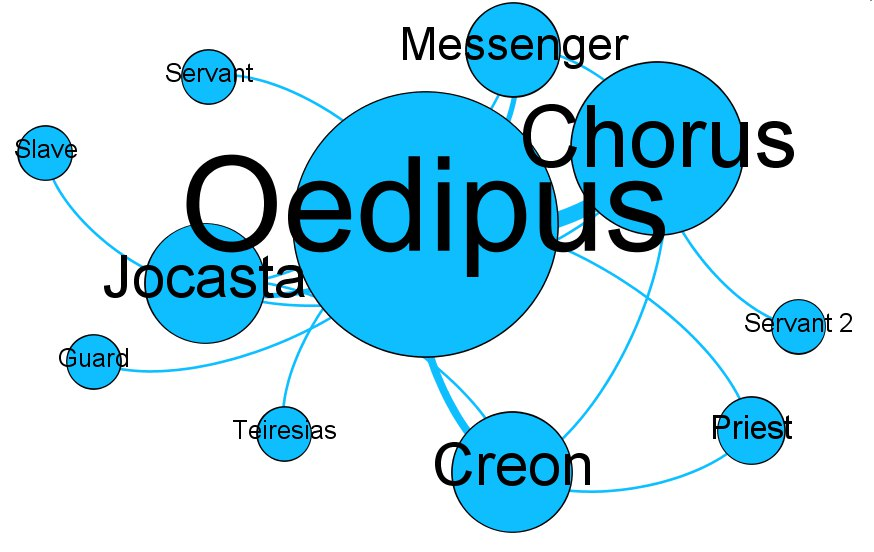 Messenger
Servant
Chorus
Slave
Oedipus
Jocasta
Servant 2
Guard
Teiresias
Priest
Creon